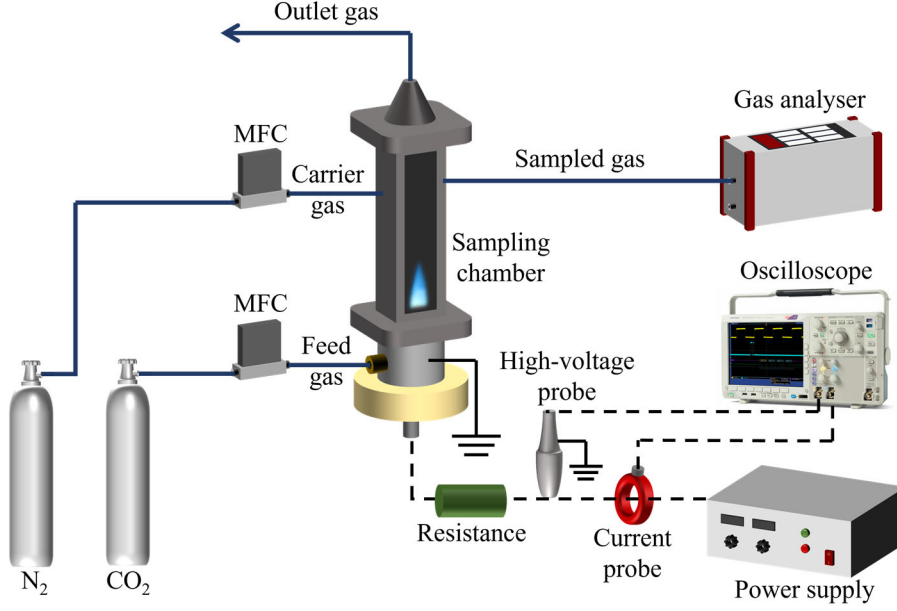 Outlet gas
Gas analyser
MFC
Carrier
gas
Sampled gas
Sampling
chamber
Oscilloscope
MFC
Feed
gas
High-voltage
probe
Resistance
Current
probe
N₂
CO₂
Power supply